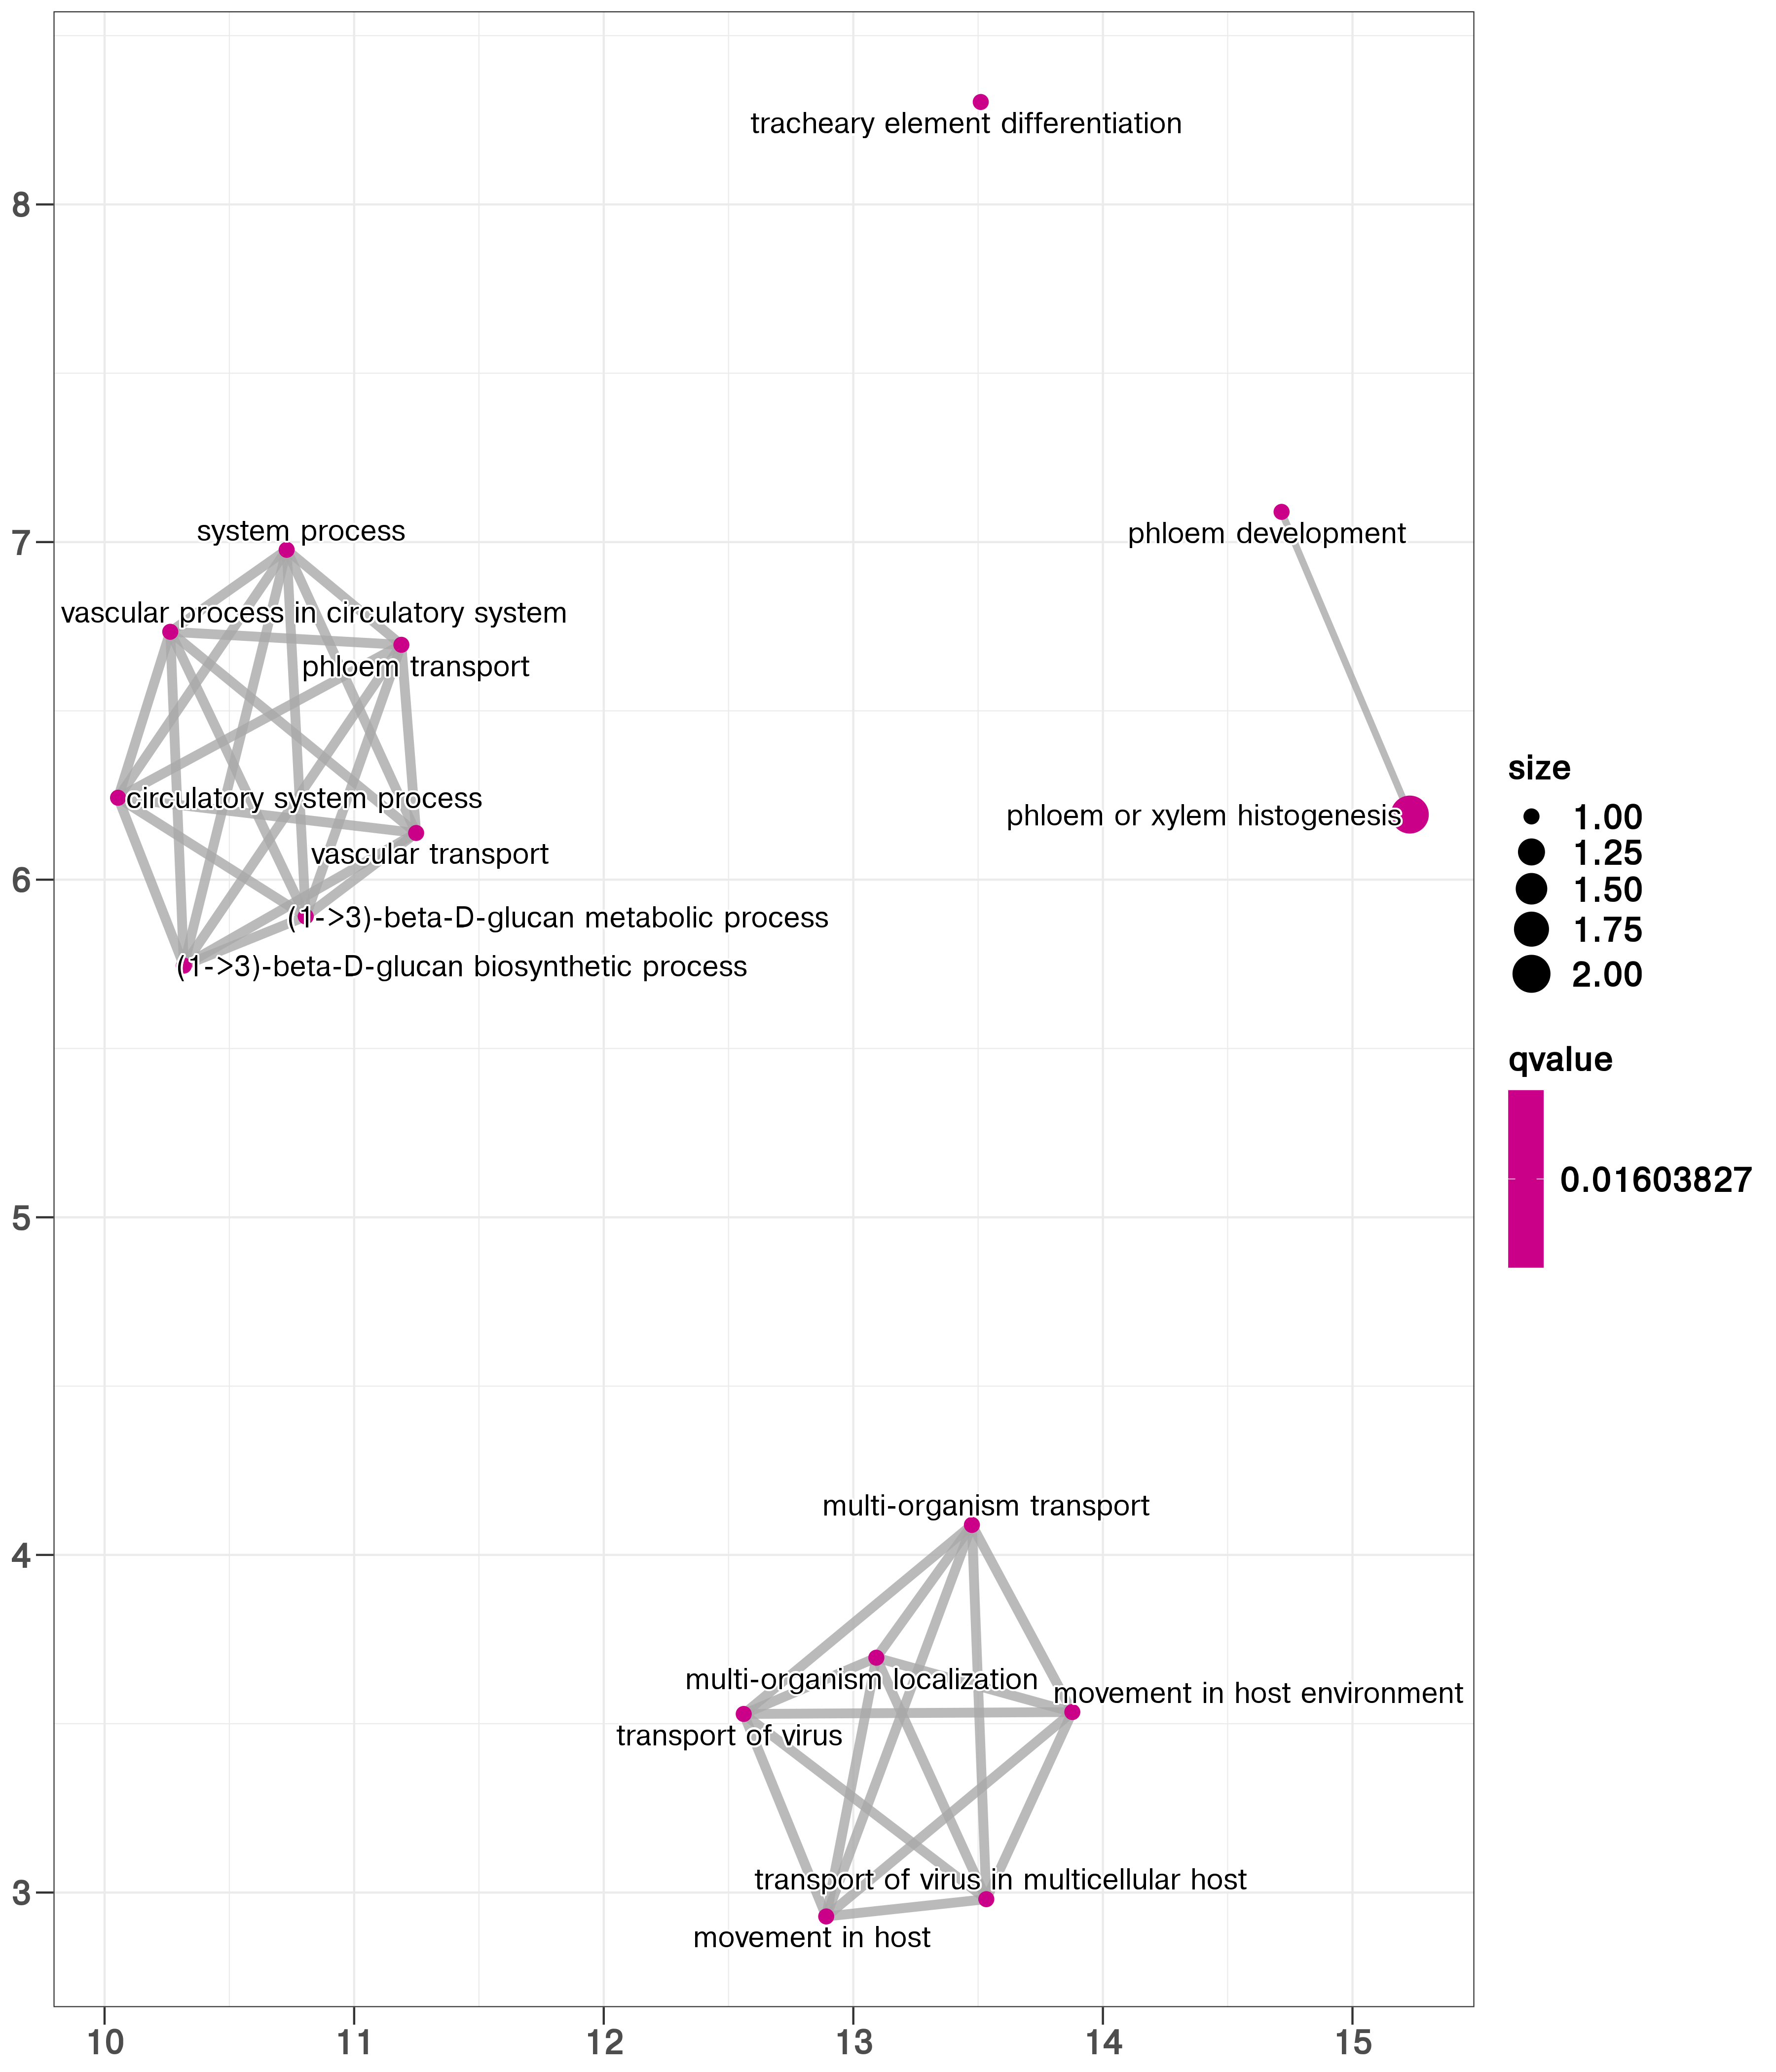 tracheary element differentiation
8
system process
7
phloem development
vascular process in circulatory system
phloem transport
circulatory system process
phloem or xylem histogenesis
vascular transport
6
(1->3)-beta-D-glucan metabolic process
(1->3)-beta-D-glucan biosynthetic process
5
multi-organism transport
4
multi-organism localization
movement in host environment
transport of virus
transport of virus in multicellular host
3
movement in host
10 11 12 13 14 15
size
1.00
1.25
1.50
1.75
2.00
qvalue
0.01603827